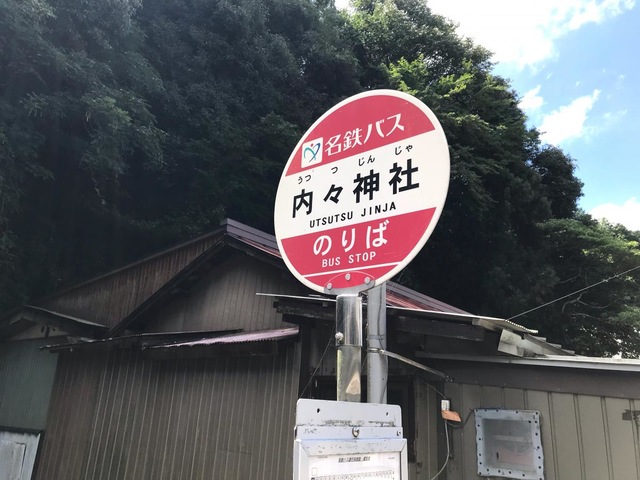 名鉄バス
うつ つ じん じゃ
内々神社
UTSUTSU JINJA
のりば
BUS STOP